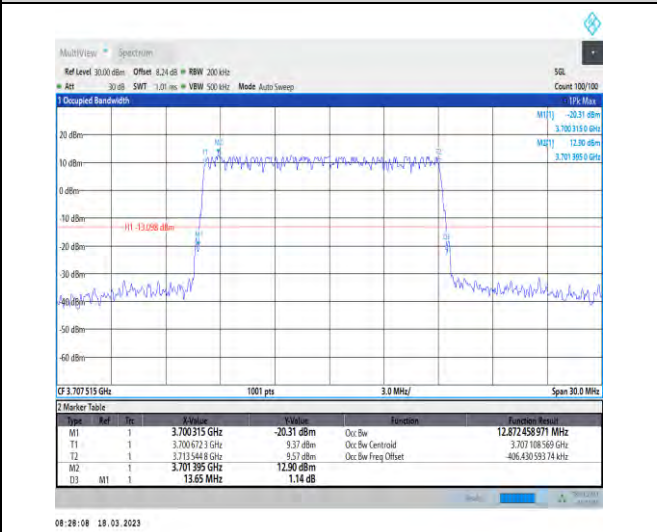 MultiView Spectrum
Ref Level 30.00 dBm Offset 8.24 dB RBW 200 kHz SGL
Att 30 dB SWT 1.01 ms VBW 500 kHz Mode Auto Sweep Count 100/100
1 Occupied Bandwidth 1Pk Max
M1[1] -20.31 dBm
3.700 315 0 GHz
M2[1] 12.90 dBm
3.701 395 0 GHz
20 dBm
M2
T1 T2
10 dBm
0 dBm
-10 dBm
H1 -13.098 dBm
M1 D3
-20 dBm
-30 dBm
-40 dBm
-50 dBm
-60 dBm
CF 3.707 515 GHz 1001 pts 3.0 MHz/ Span 30.0 MHz
2 Marker Table
Type Ref Trc X-Value Y-Value Function Function Result
M1 1 3.700 315 GHz -20.31 dBm Occ Bw 12.872 458 971 MHz
T1 1 3.700 672 3 GHz 9.37 dBm Occ Bw Centroid 3.707 108 569 GHz
T2 1 3.713 544 8 GHz 9.57 dBm Occ Bw Freq Offset -406.430 593 74 kHz
M2 1 3.701 395 GHz 12.90 dBm
D3 M1 1 13.65 MHz 1.14 dB
08:28:08 18.03.2023